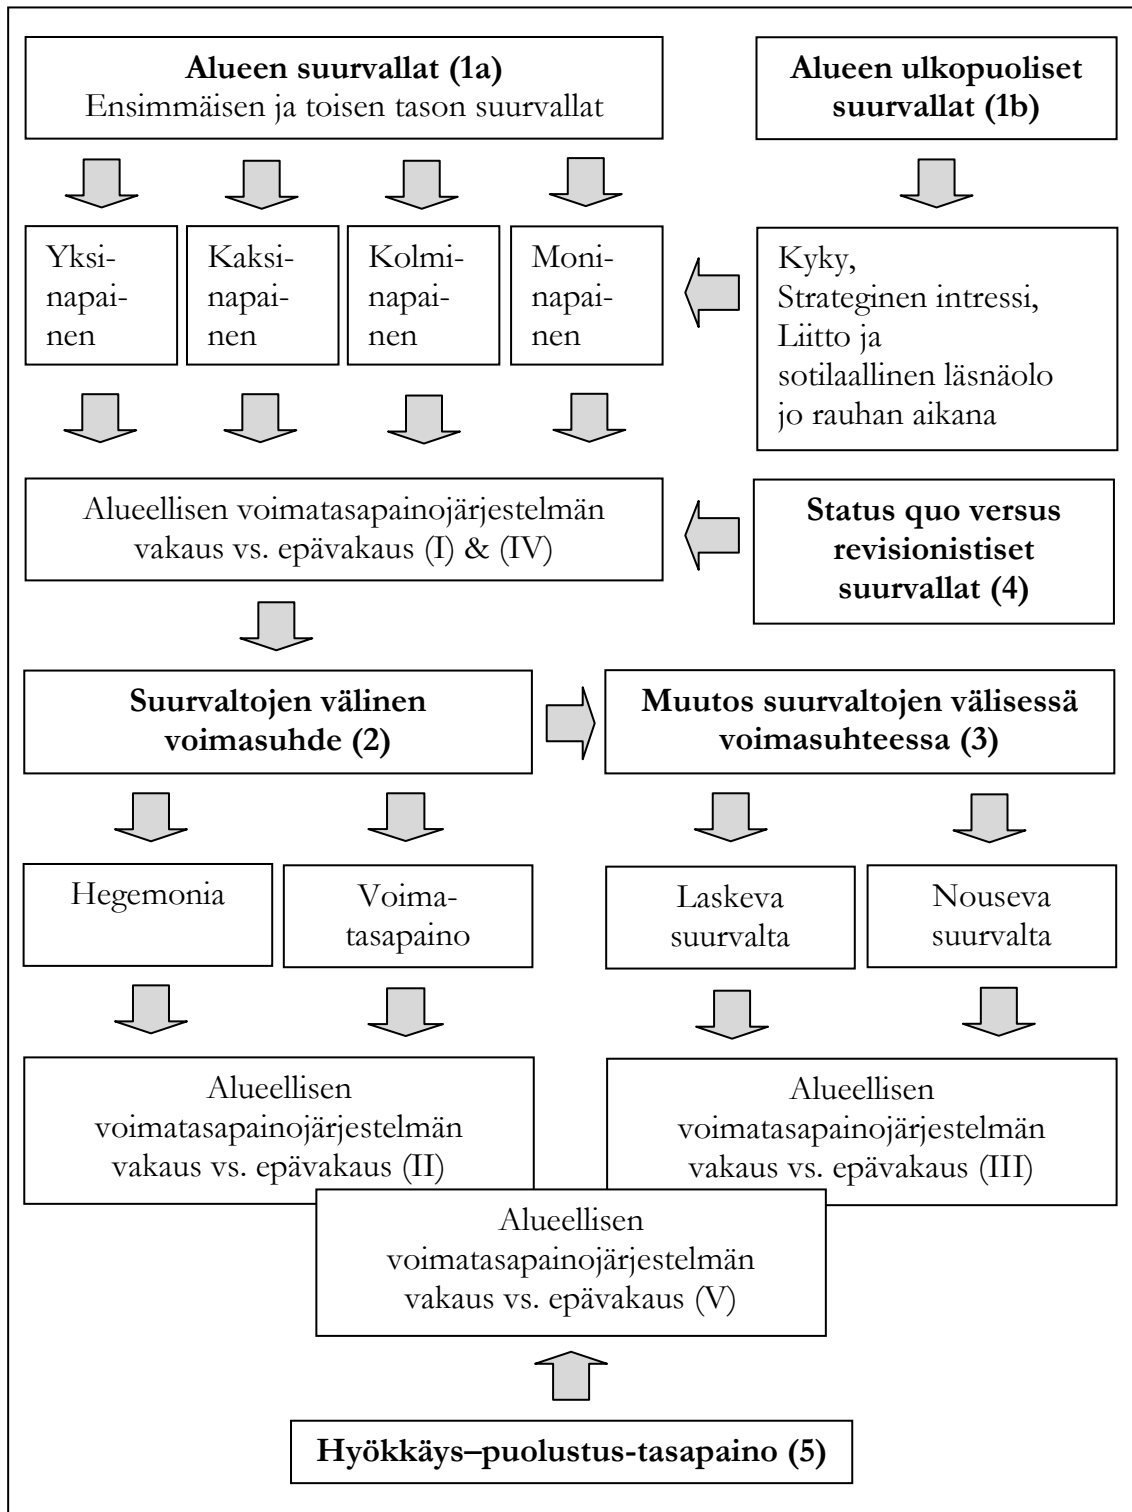 Alueen suurvallat (1a)
Ensimmäisen ja toisen tason suurvallat
Alueen ulkopuoliset
suurvallat (1b)
Yksi-
napai-
nen
Kaksi-
napai-
nen
Kolmi-
napai-
nen
Moni-
napai-
nen
Kyky,
Strateginen intressi,
Liitto ja
sotilaallinen läsnäolo
jo rauhan aikana
Alueellisen voimatasapainojärjestelmän
vakaus vs. epävakaus (I) & (IV)
Status quo versus
revisionistiset
suurvallat (4)
Suurvaltojen välinen
voimasuhde (2)
Muutos suurvaltojen välisessä
voimasuhteessa (3)
Hegemonia
Voima-
tasapaino
Laskeva
suurvalta
Nouseva
suurvalta
Alueellisen
voimatasapainojärjestelmän
vakaus vs. epävakaus (II)
Alueellisen
voimatasapainojärjestelmän
vakaus vs. epävakaus (III)
Alueellisen
voimatasapainojärjestelmän
vakaus vs. epävakaus (V)
Hyökkäys–puolustus-tasapaino (5)